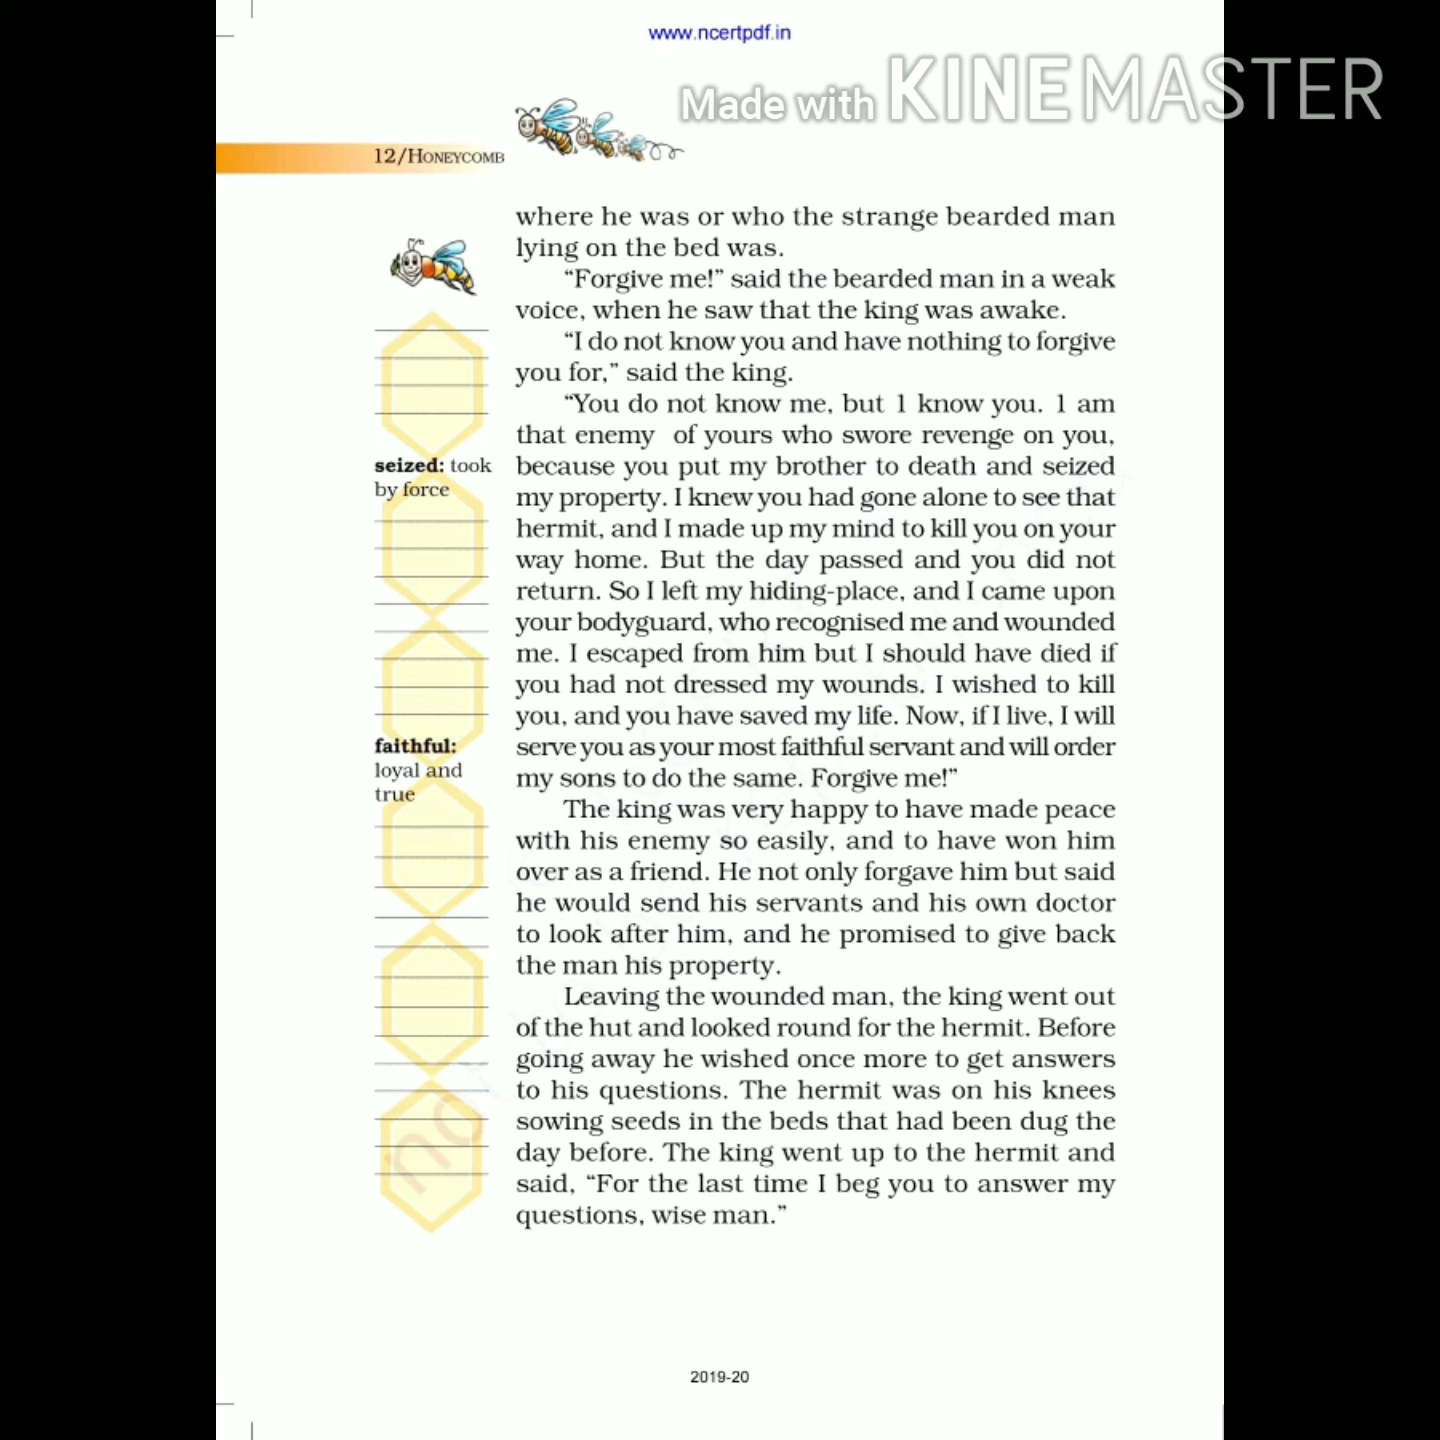 www.ncertpdf.in
Made with KINEMASTER
12/HONEYCOMB
where he was or who the strange bearded man
lying on the bed was.
“Forgive me!” said the bearded man in a weak
voice, when he saw that the king was awake.
“I do not know you and have nothing to forgive
you for,” said the king.
“You do not know me, but 1 know you. 1 am
that enemy of yours who swore revenge on you,
because you put my brother to death and seized
my property. I knew you had gone alone to see that
hermit, and I made up my mind to kill you on your
way home. But the day passed and you did not
return. So I left my hiding-place, and I came upon
your bodyguard, who recognised me and wounded
me. I escaped from him but I should have died if
you had not dressed my wounds. I wished to kill
you, and you have saved my life. Now, if I live, I will
serve you as your most faithful servant and will order
my sons to do the same. Forgive me!”
The king was very happy to have made peace
with his enemy so easily, and to have won him
over as a friend. He not only forgave him but said
he would send his servants and his own doctor
to look after him, and he promised to give back
the man his property.
Leaving the wounded man, the king went out
of the hut and looked round for the hermit. Before
going away he wished once more to get answers
to his questions. The hermit was on his knees
sowing seeds in the beds that had been dug the
day before. The king went up to the hermit and
said, “For the last time I beg you to answer my
questions, wise man.”
seized: took
by force
faithful:
loyal and
true
not
2019-20